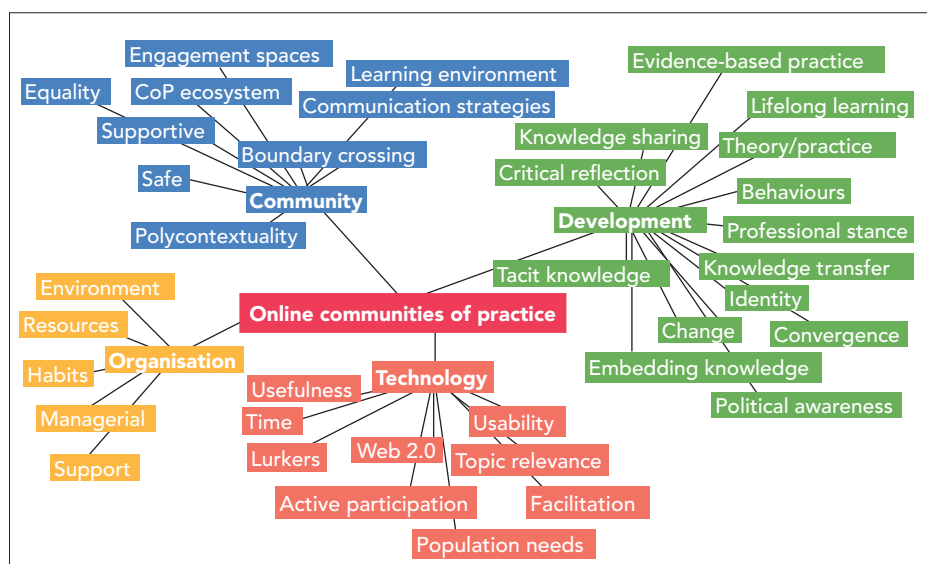 Engagement spaces
Equality
CoP ecosystem
Learning environment
Communication strategies
Supportive
Boundary crossing
Safe
Community
Polycontextuality
Evidence-based practice
Lifelong learning
Knowledge sharing
Theory/practice
Critical reflection
Behaviours
Development
Professional stance
Tacit knowledge
Knowledge transfer
Identity
Change
Convergence
Embedding knowledge
Political awareness
Online communities of practice
Environment
Resources
Organisation
Habits
Managerial
Support
Technology
Usefulness
Time
Usability
Lurkers
Web 2.0
Topic relevance
Active participation
Facilitation
Population needs